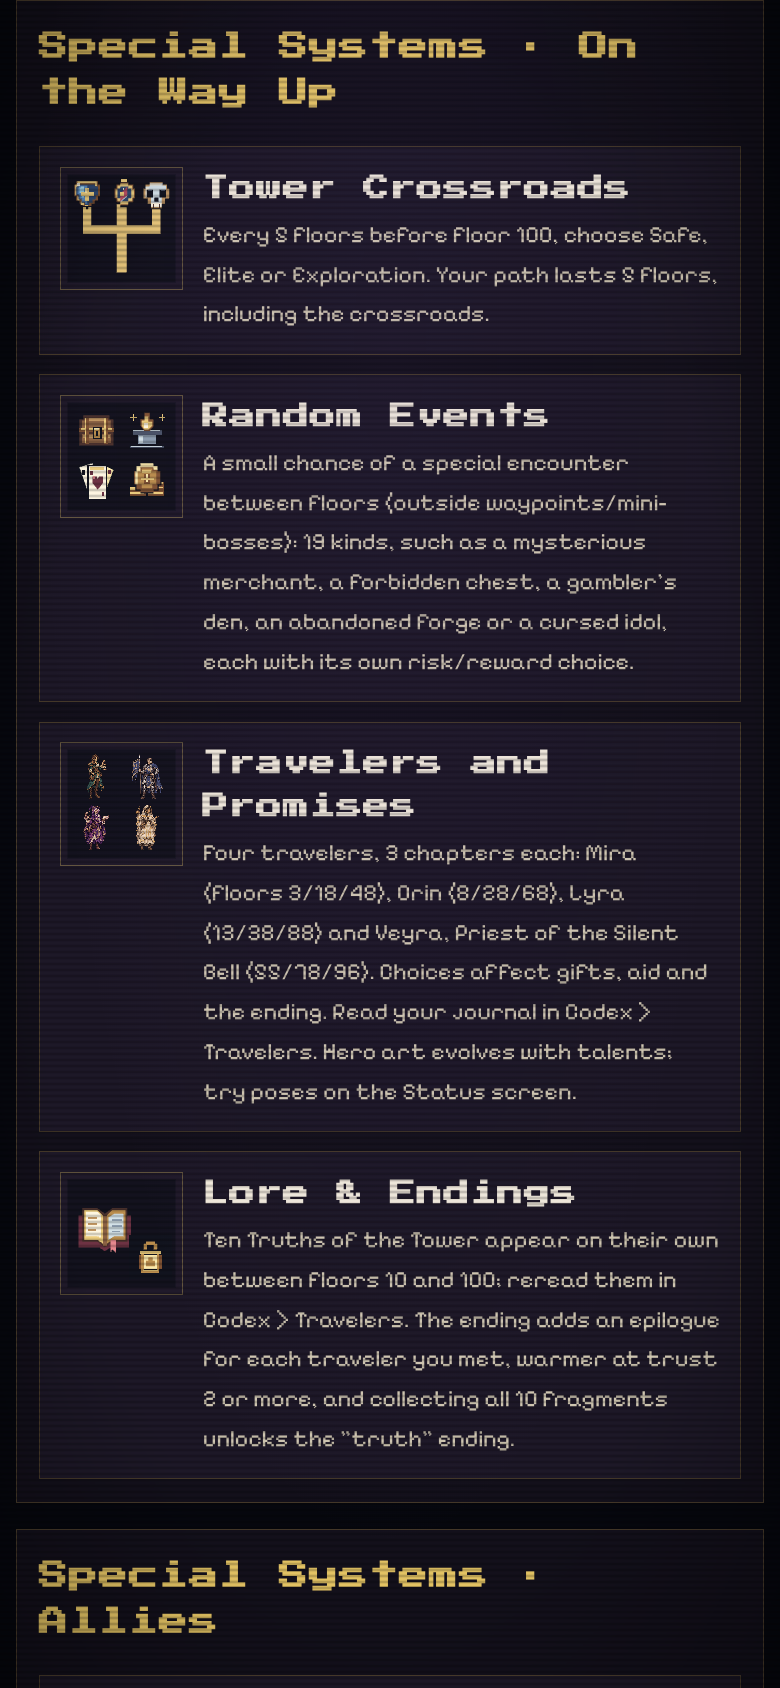 Special Systems · On
the Way Up
Tower Crossroads
Every 5 floors before floor 100, choose Safe,
Elite or Exploration. Your path lasts 5 floors,
including the crossroads.
Random Events
A small chance of a special encounter
between floors (outside waypoints/mini-
bosses): 19 kinds, such as a mysterious
merchant, a forbidden chest, a gambler's
den, an abandoned forge or a cursed idol,
each with its own risk/reward choice.
Travelers and
Promises
Four travelers, 3 chapters each: Mira
(floors 3/18/48), Orin (8/28/68), Lyra
(13/38/88) and Veyra, Priest of the Silent
Bell (55/78/96). Choices affect gifts, aid and
the ending. Read your journal in Codex >
Travelers. Hero art evolves with talents;
try poses on the Status screen.
Lore & Endings
Ten Truths of the Tower appear on their own
between floors 10 and 100; reread them in
Codex > Travelers. The ending adds an epilogue
for each traveler you met, warmer at trust
2 or more, and collecting all 10 fragments
unlocks the "truth" ending.
Special Systems ·
Allies